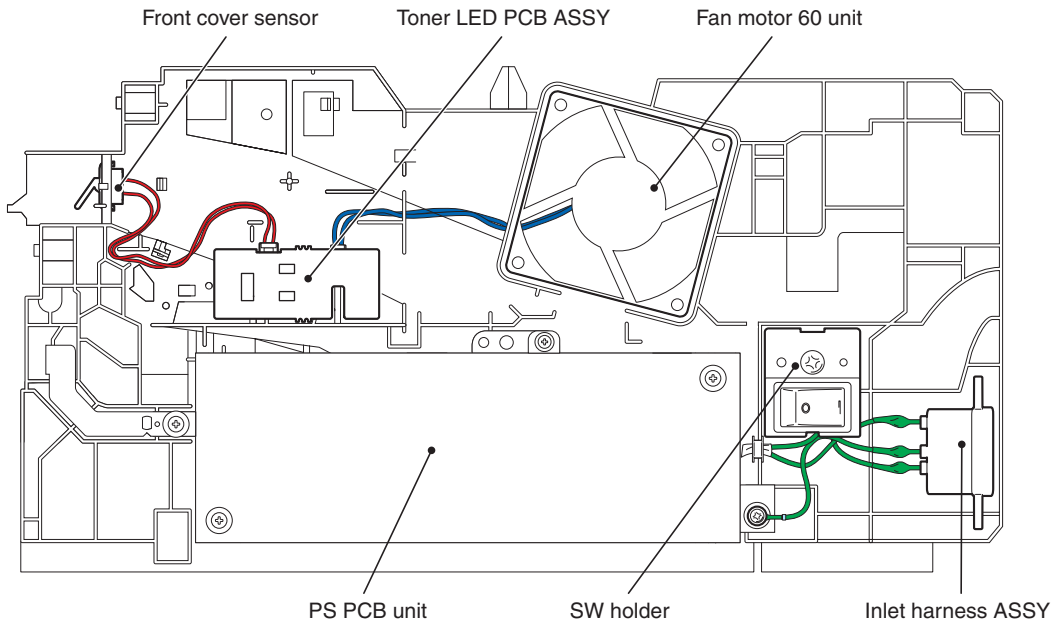 Front cover sensor
Toner LED PCB ASSY
Fan motor 60 unit
PS PCB unit
SW holder
Inlet harness ASSY